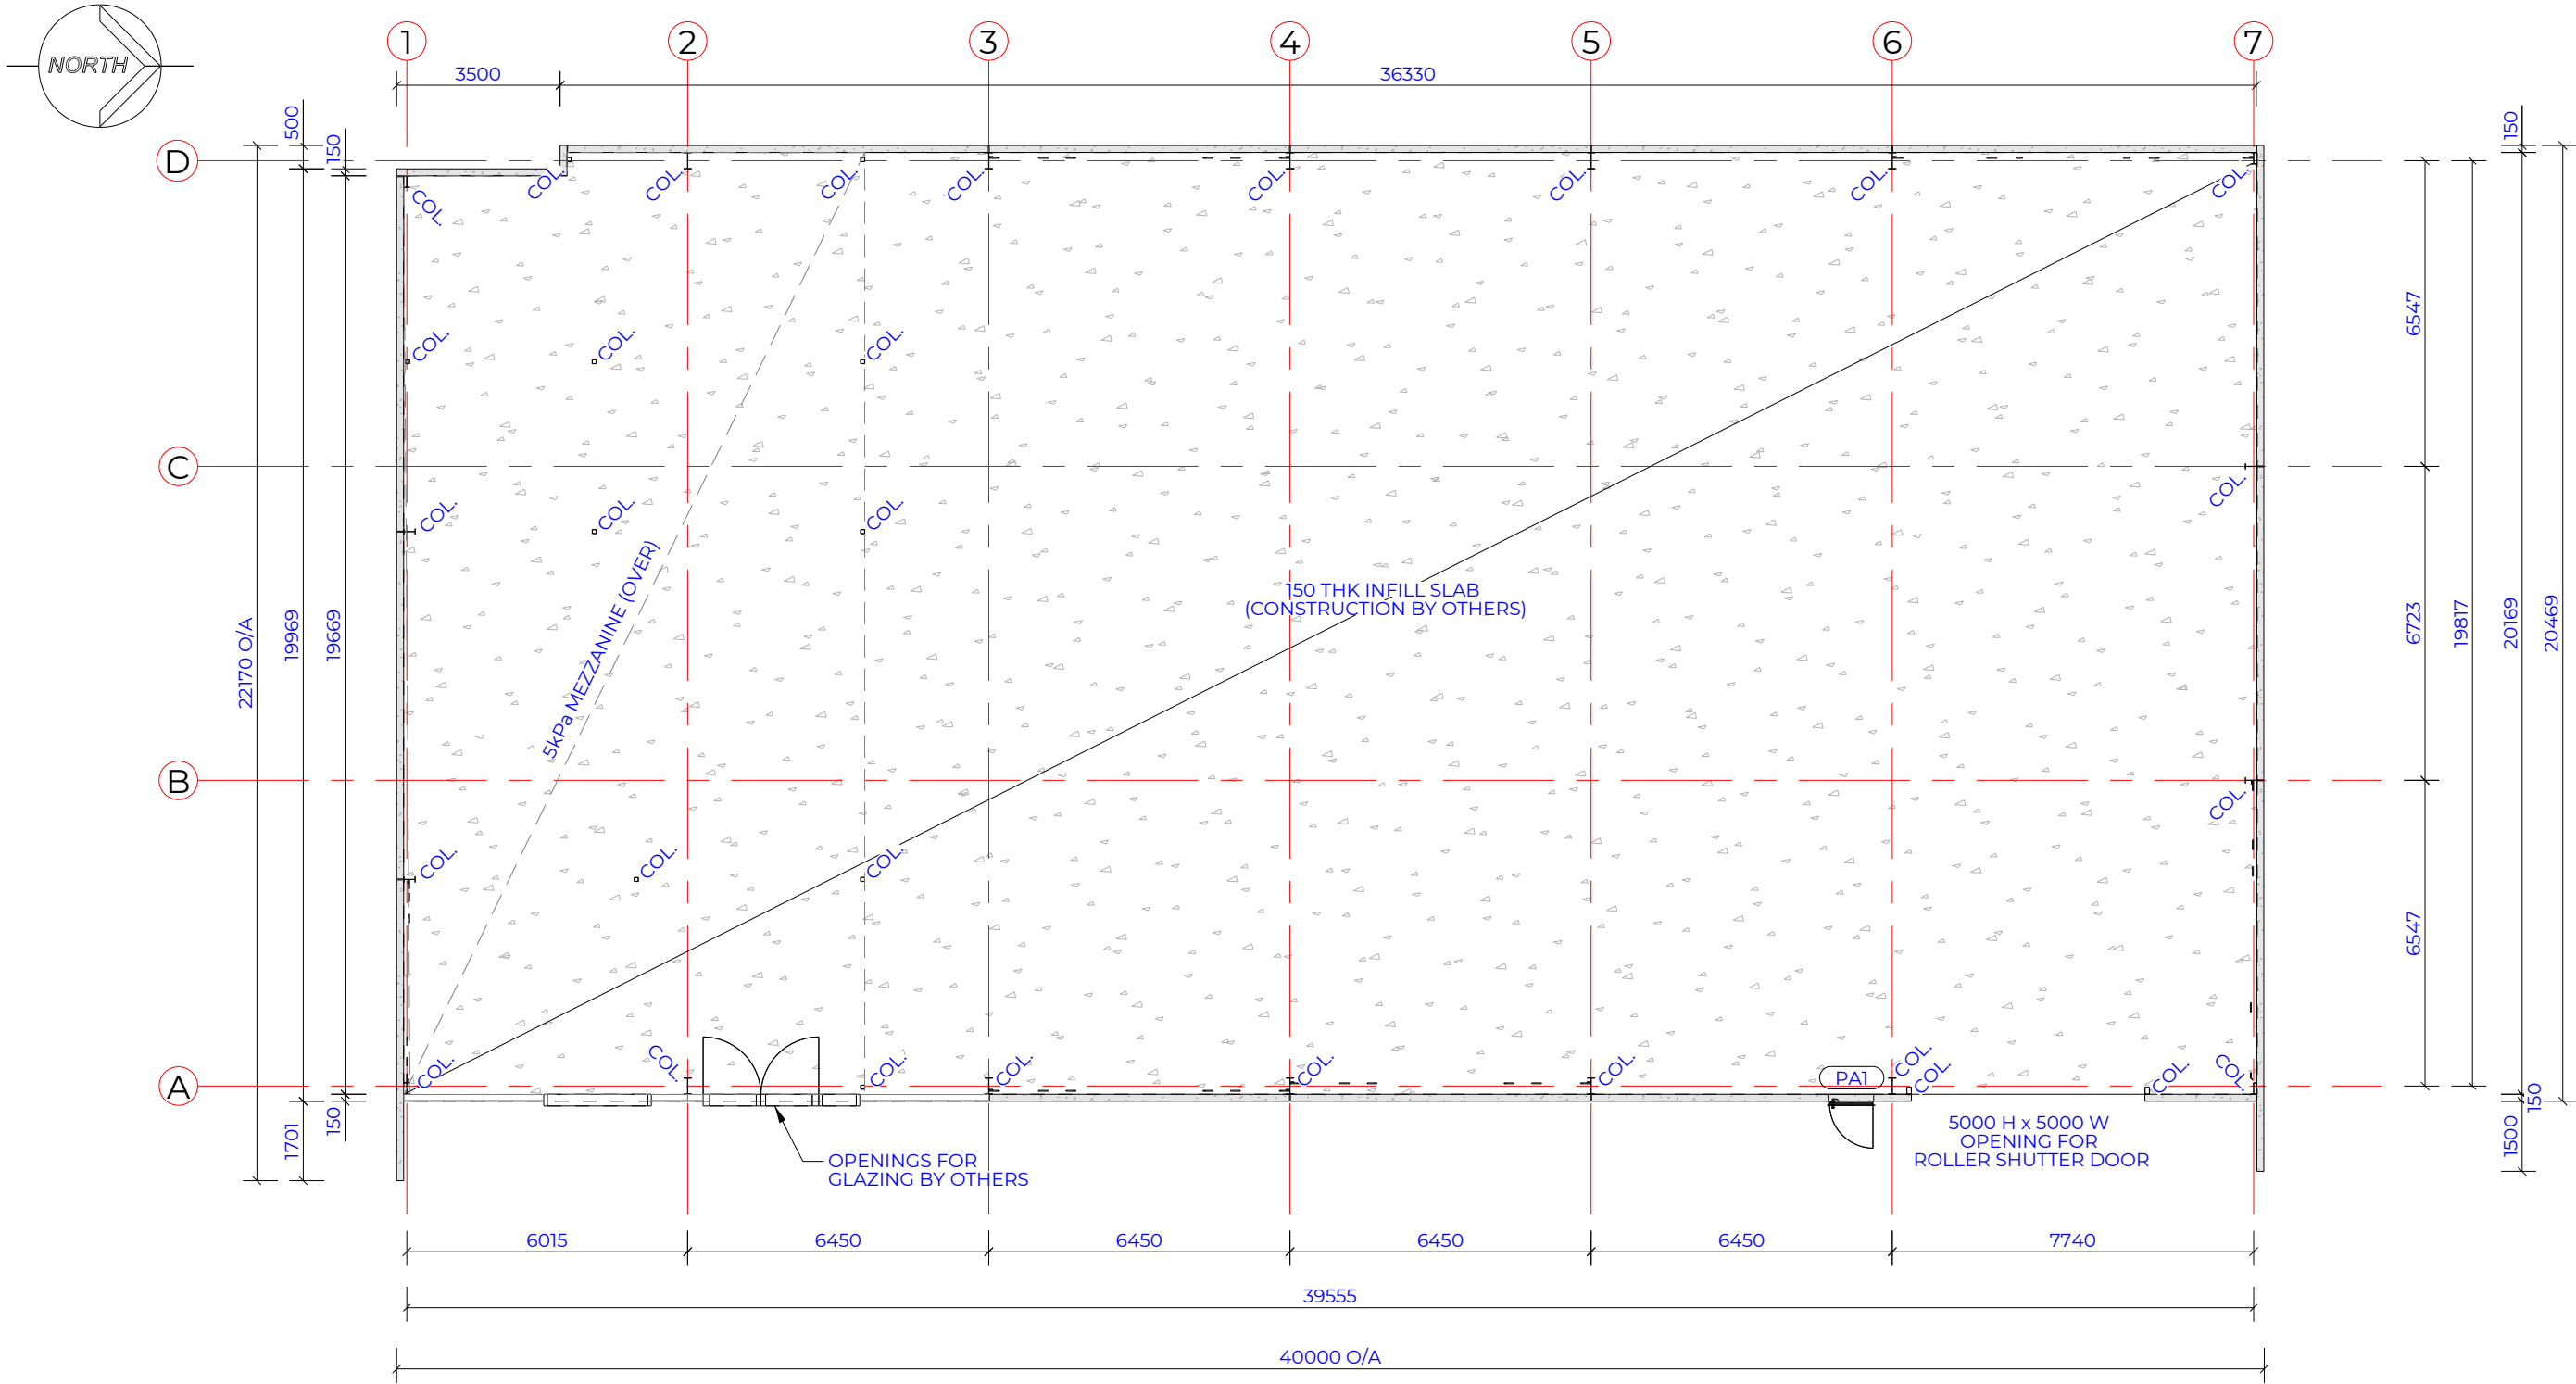 NORTH
1
2
3
4
5
6
7
3500
36330
500
150
150
D
COL.
COL.
COL.
COL.
COL.
COL.
COL.
COL.
COL.
COL.
6547
COL.
COL.
COL.
C
COL.
COL.
COL.
COL.
5kPa MEZZANINE (OVER)
150 THK INFILL SLAB
(CONSTRUCTION BY OTHERS)
22170 O/A
19969
19669
6723
19817
20169
20469
B
COL.
COL.
COL.
COL.
6547
A
COL.
COL.
COL.
COL.
COL.
COL.
COL.
COL.
COL.
COL.
PA1
1701
150
150
1500
OPENINGS FOR
GLAZING BY OTHERS
5000 H x 5000 W
OPENING FOR
ROLLER SHUTTER DOOR
6015
6450
6450
6450
6450
7740
39555
40000 O/A